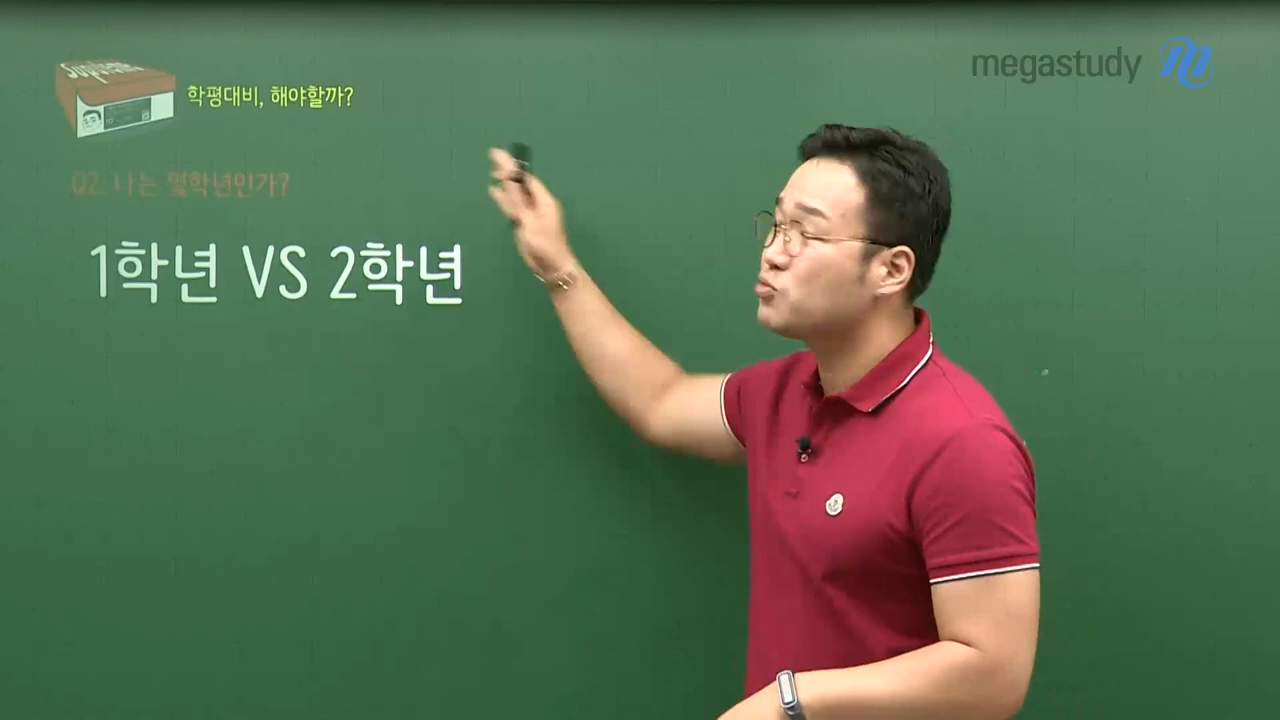 megastudy
Supreme
학평대비, 해야할까?
Q2. 나는 몇학년인가?
1학년 VS 2학년